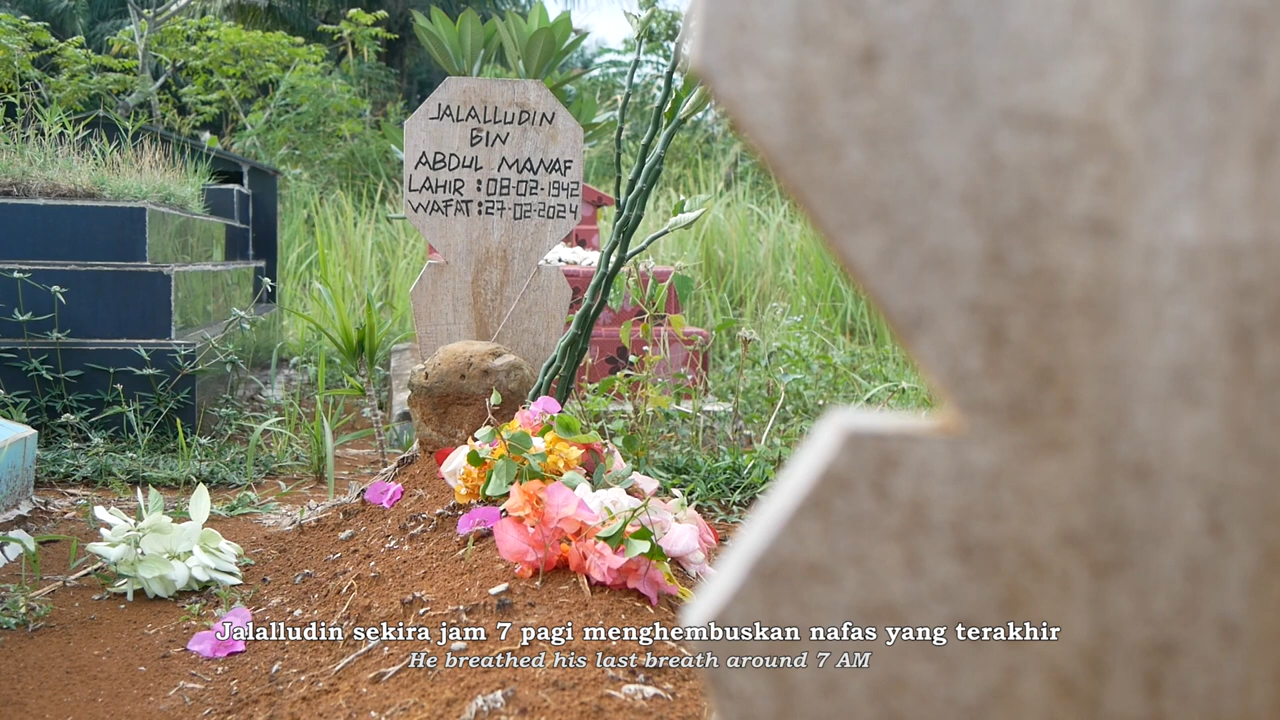 JALALLUDIN
BIN
ABDUL MANAF
LAHIR : 08-02-1942
WAFAT : 27-02-2024
Jalalludin sekira jam 7 pagi menghembuskan nafas yang terakhir
He breathed his last breath around 7 AM